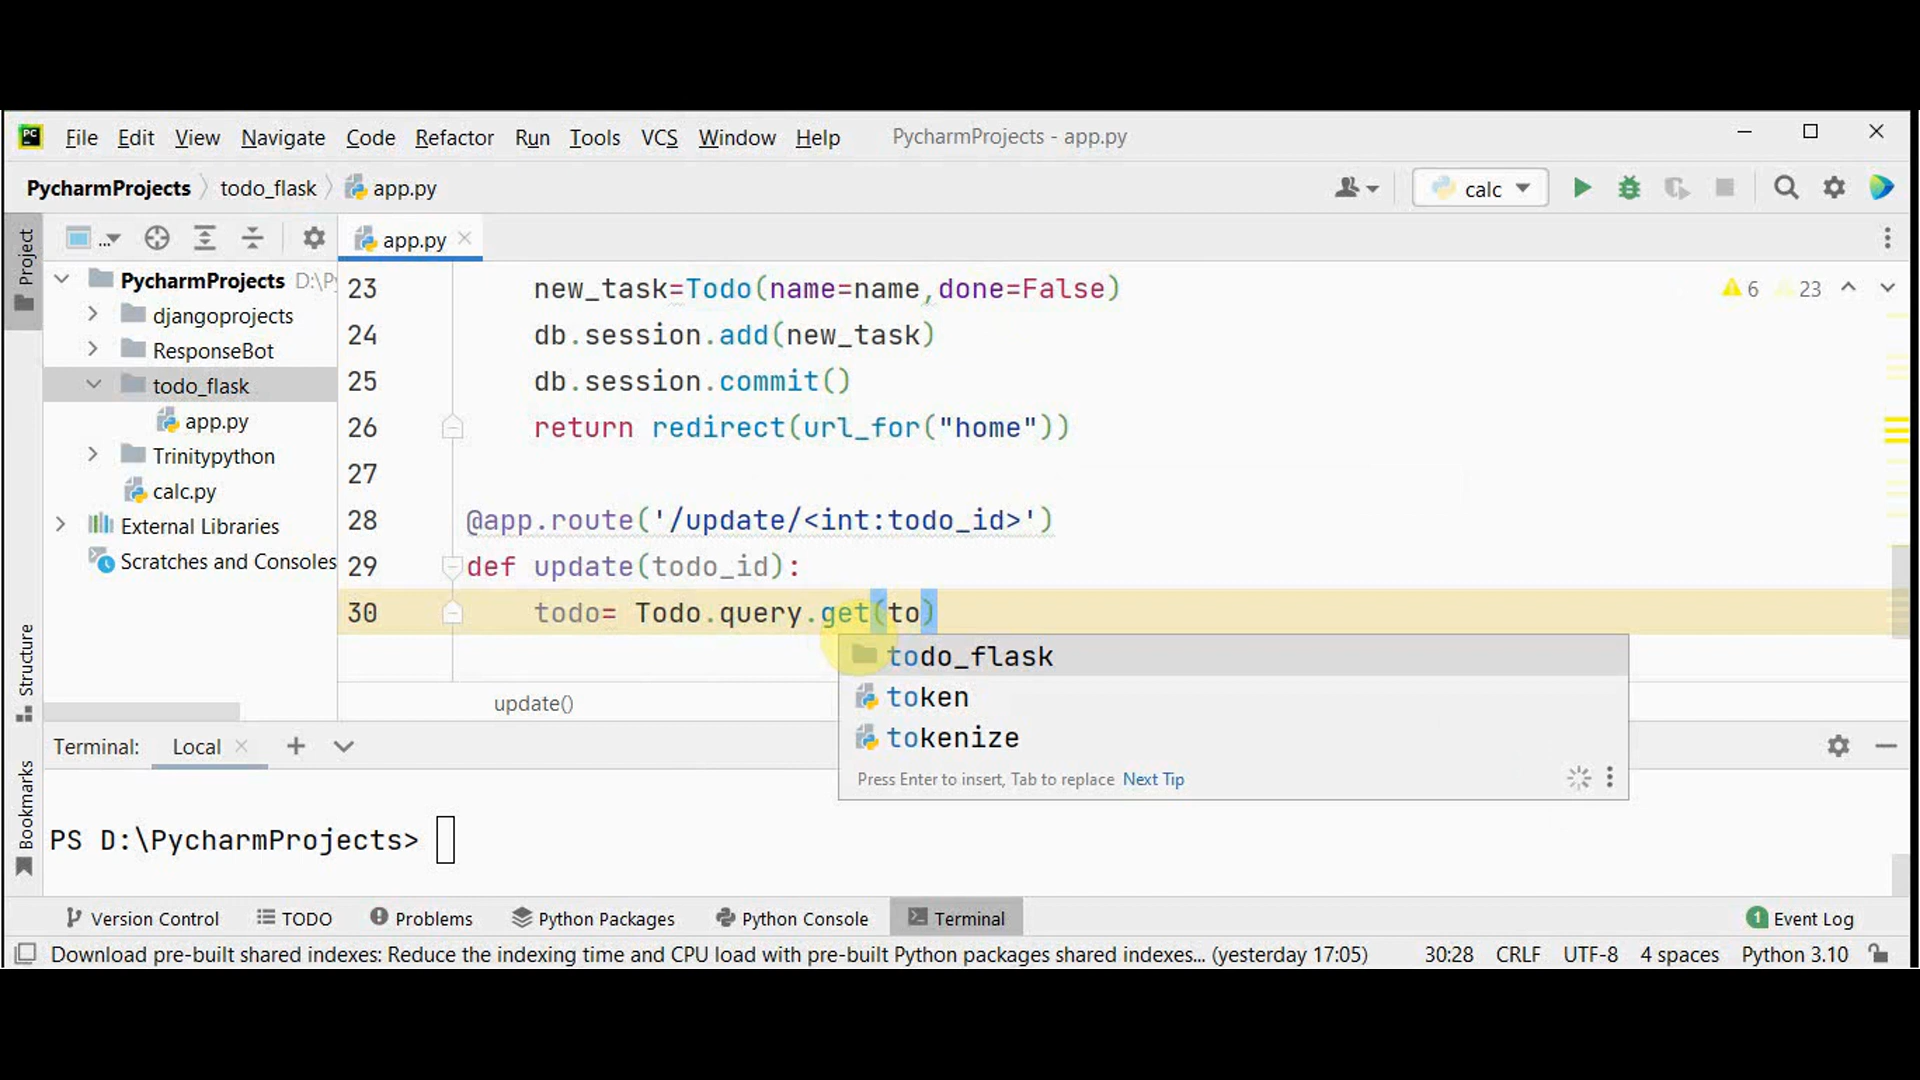 PC File Edit View Navigate Code Refactor Run Tools VCS Window Help PycharmProjects - app.py
PycharmProjects todo_flask app.py calc
... app.py
Project
PycharmProjects
djangoprojects
ResponseBot
todo_flask
app.py
Trinitypython
calc.py
External Libraries
Scratches and Consoles
6 23
23 new_task=Todo(name=name,done=False)
24 db.session.add(new_task)
25 db.session.commit()
26 return redirect(url_for("home"))
27
28 @app.route('/update/<int:todo_id>')
29 def update(todo_id):
30 todo= Todo.query.get(to)
todo_flask
token
tokenize
Press Enter to insert, Tab to replace Next Tip
update()
Structure
Bookmarks
Terminal: Local
PS D:\PycharmProjects>
Version Control TODO Problems Python Packages Python Console Terminal 1 Event Log
Download pre-built shared indexes: Reduce the indexing time and CPU load with pre-built Python packages shared indexes... (yesterday 17:05) 30:28 CRLF UTF-8 4 spaces Python 3.10